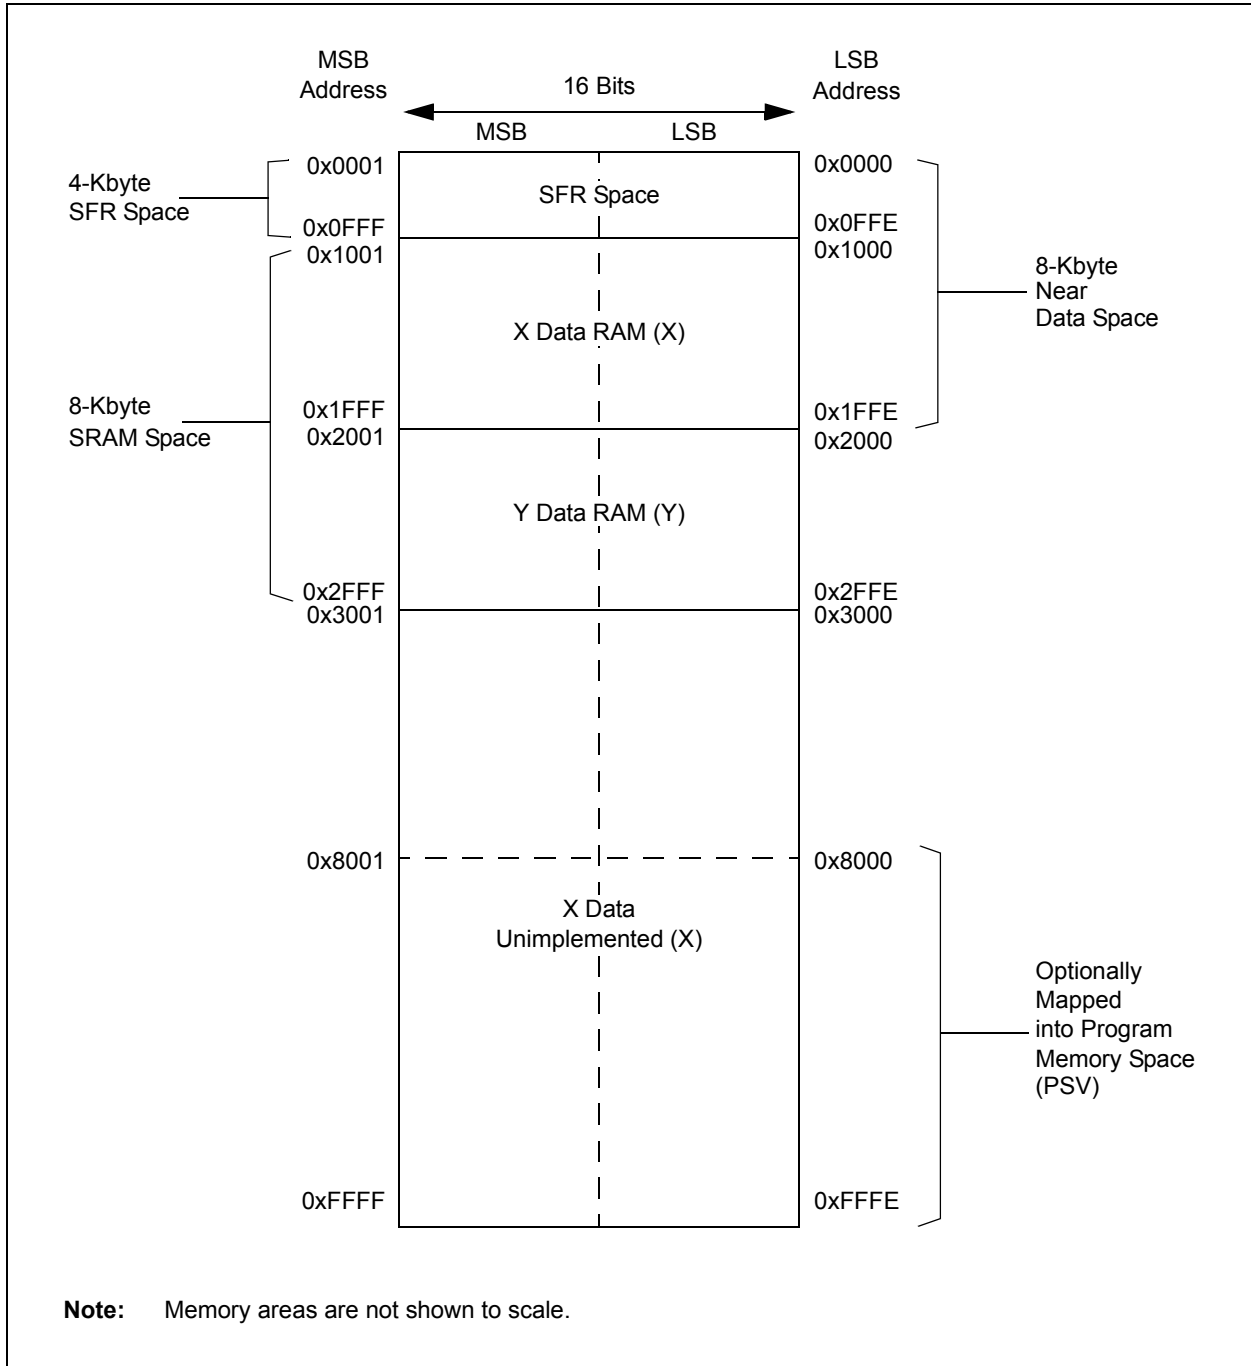 MSB
Address
16 Bits
LSB
Address
MSB
LSB
0x0001
0x0000
4-Kbyte
SFR Space
SFR Space
0x0FFF
0x0FFE
0x1001
0x1000
8-Kbyte
Near
Data Space
X Data RAM (X)
8-Kbyte
SRAM Space
0x1FFF
0x1FFE
0x2001
0x2000
Y Data RAM (Y)
0x2FFF
0x2FFE
0x3001
0x3000
0x8001
0x8000
X Data
Unimplemented (X)
Optionally
Mapped
into Program
Memory Space
(PSV)
0xFFFF
0xFFFE
Note: Memory areas are not shown to scale.